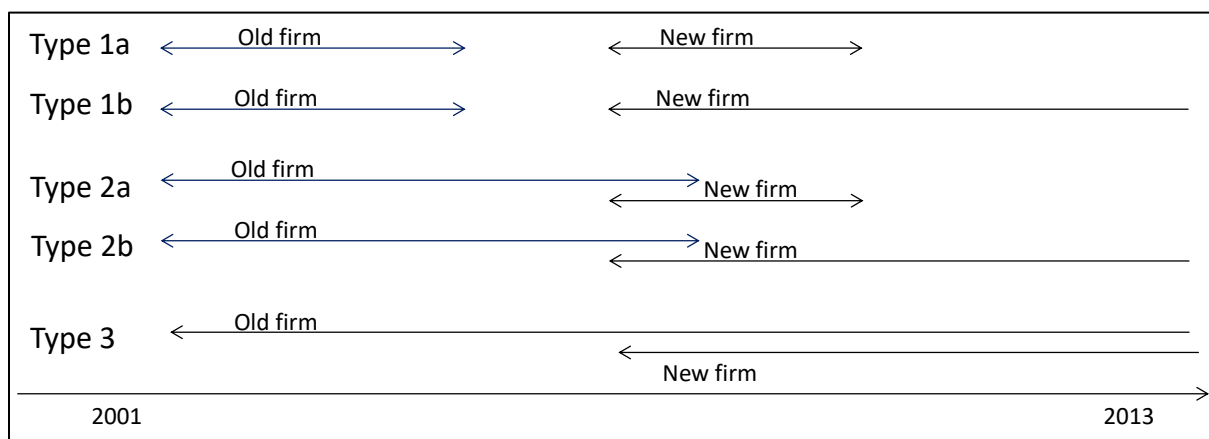 Type 1a Old firm New firm
Type 1b Old firm New firm
Type 2a Old firm New firm
Type 2b Old firm New firm
Type 3 Old firm
New firm
2001 2013